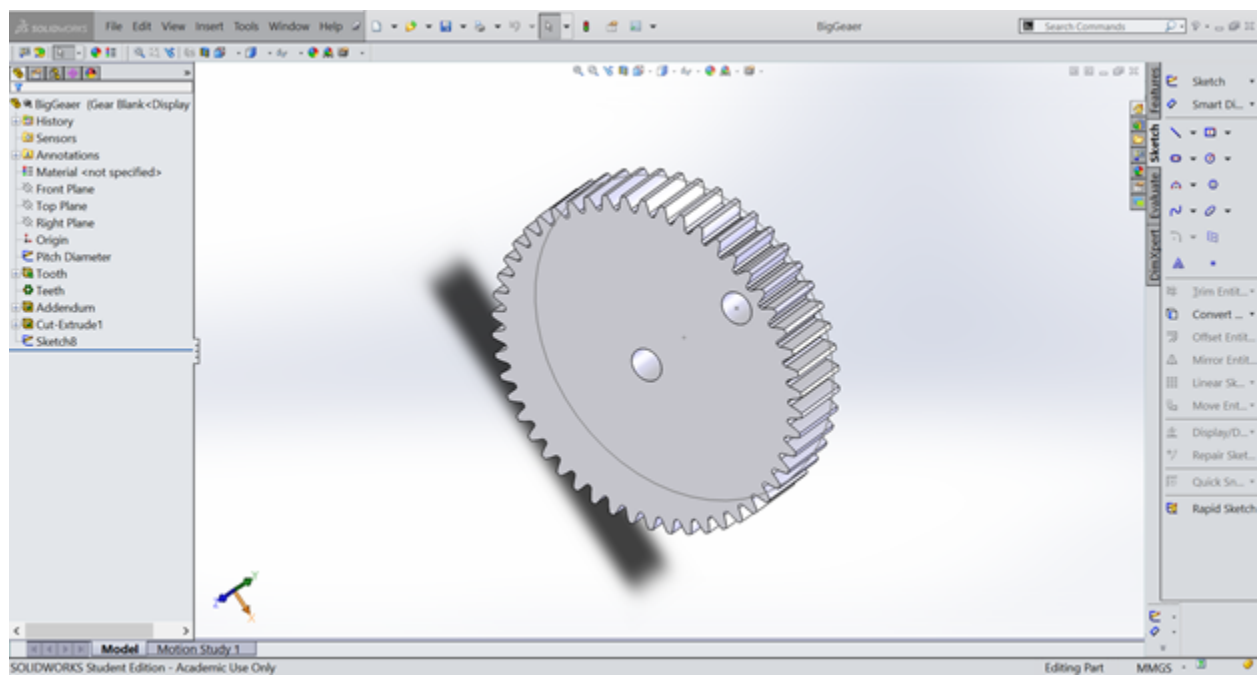 SOLIDWORKS File Edit View Insert Tools Window Help BigGeaer Search Commands
BigGeaer (Gear Blank<Display
History
Sensors
Annotations
Material <not specified>
Front Plane
Top Plane
Right Plane
Origin
Pitch Diameter
Tooth
Teeth
Addendum
Cut-Extrude1
Sketch8
Features
Sketch
Evaluate
DimXpert
Sketch
Smart Di...
Trim Entit...
Convert ...
Offset Entit...
Mirror Entit...
Linear Sk...
Move Ent...
Display/D...
Repair Sket...
Quick Sn...
Rapid Sketch
Y
Z
X
Model Motion Study 1
SOLIDWORKS Student Edition - Academic Use Only Editing Part MMGS